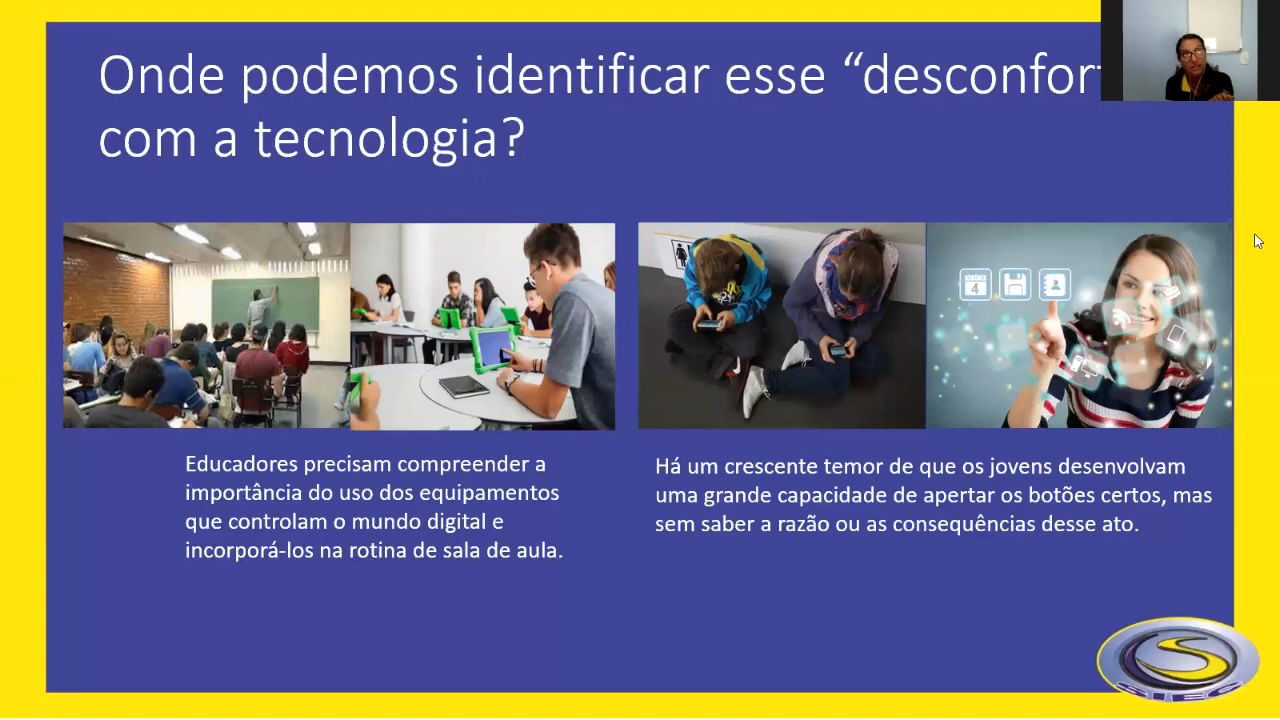 Onde podemos identificar esse “desconfor
com a tecnologia?
4
Educadores precisam compreender a
importância do uso dos equipamentos
que controlam o mundo digital e
incorporá-los na rotina de sala de aula.
Há um crescente temor de que os jovens desenvolvam
uma grande capacidade de apertar os botões certos, mas
sem saber a razão ou as consequências desse ato.